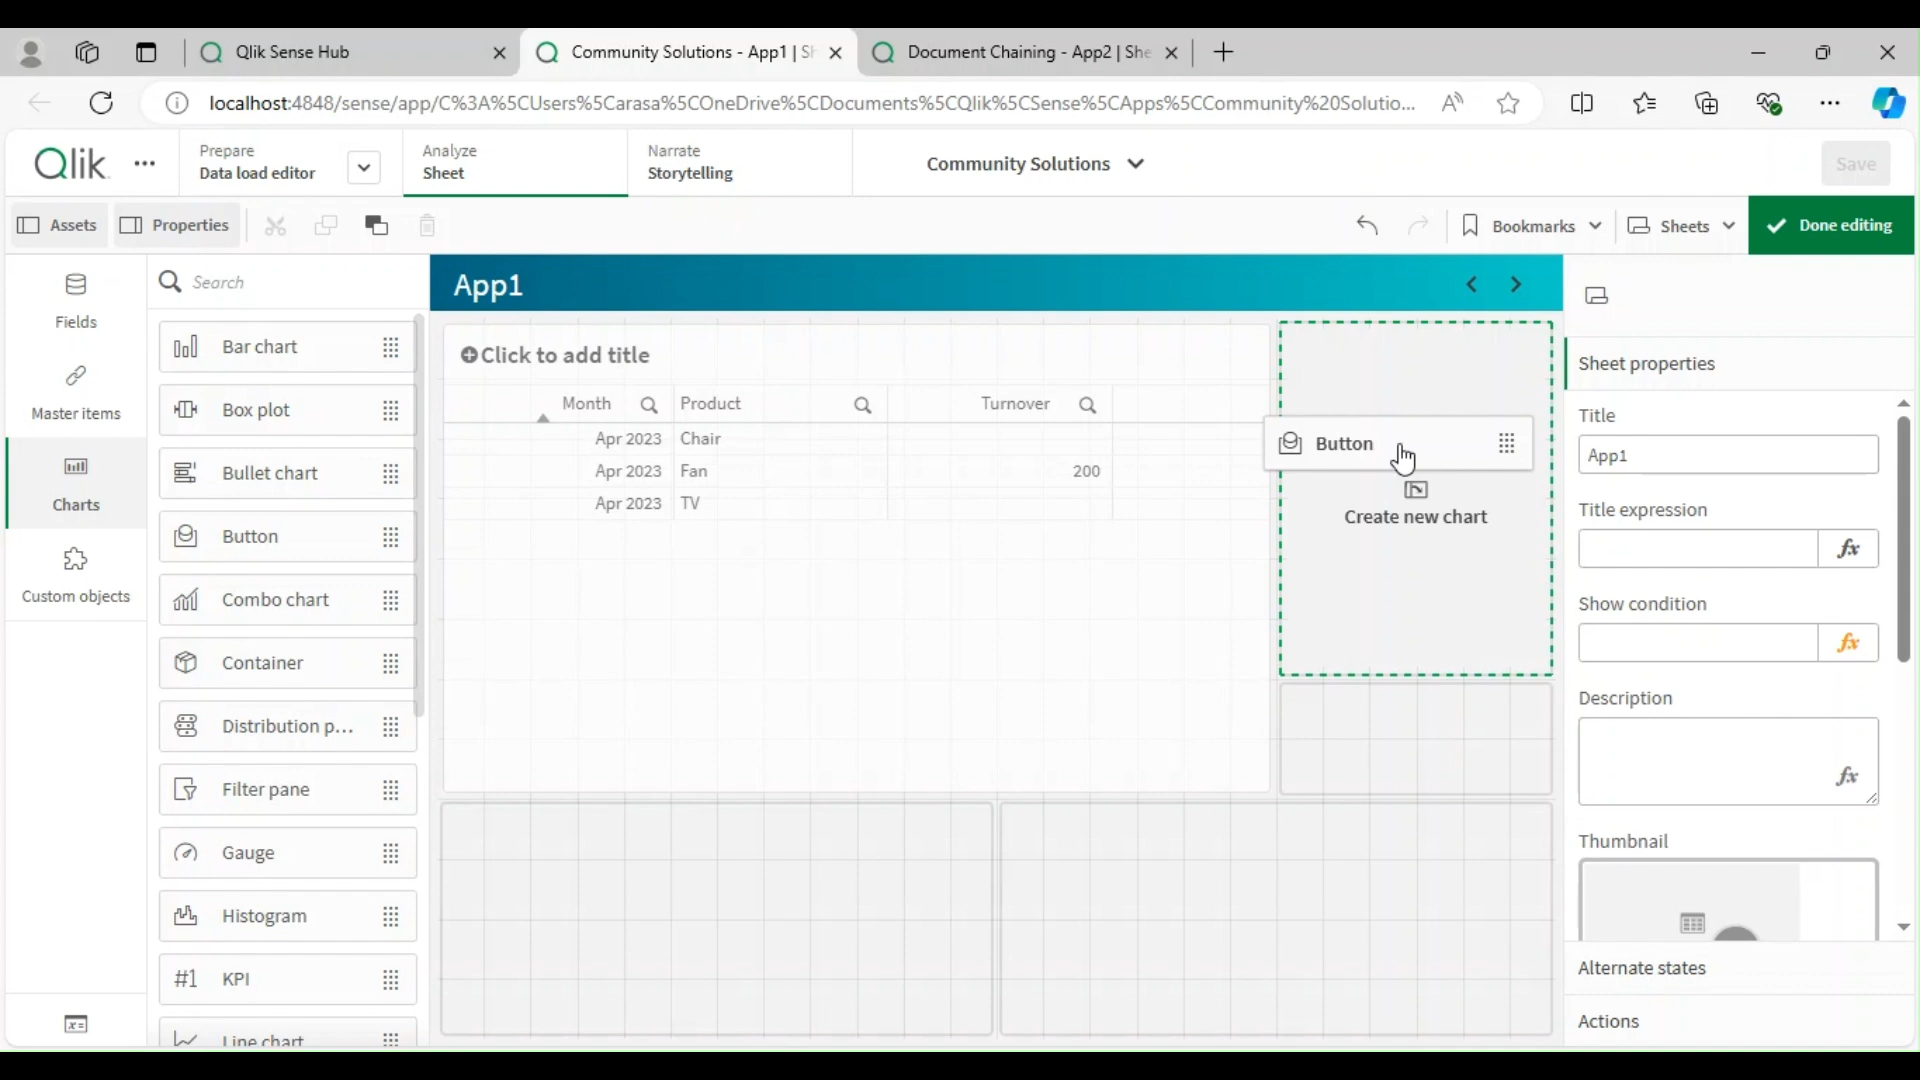 Qlik Sense Hub
Community Solutions - App1 | Sh
Document Chaining - App2 | She
localhost:4848/sense/app/C%3A%5CUsers%5Carasa%5COneDrive%5CDocuments%5CQlik%5CSense%5CApps%5CCommunity%20Solutio...
Qlik
Prepare
Data load editor
Analyze
Sheet
Narrate
Storytelling
Community Solutions
Save
Assets
Properties
Bookmarks
Sheets
Done editing
Fields
Master items
Charts
Custom objects
Search
Bar chart
Box plot
Bullet chart
Button
Combo chart
Container
Distribution p...
Filter pane
Gauge
Histogram
#1 KPI
Line chart
App1
Click to add title
Month Product Turnover
Apr 2023 Chair
Apr 2023 Fan 200
Apr 2023 TV
Button
Create new chart
Sheet properties
Title
App1
Title expression
fx
Show condition
fx
Description
fx
Thumbnail
Alternate states
Actions